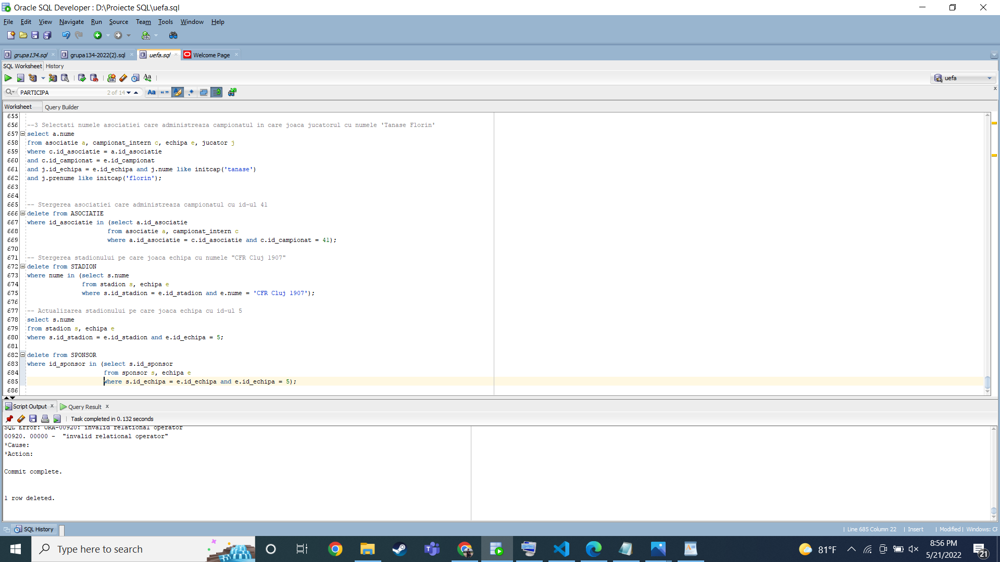 Oracle SQL Developer : D:\Proiecte SQL\uefa.sql
File Edit View Navigate Run Source Team Tools Window Help
grupa134.sql grupa134-2022(2).sql uefa.sql Welcome Page
SQL Worksheet History
uefa
PARTICIPA 2 of 14
Worksheet Query Builder
655
656 --3 Selectati numele asociatiei care administreaza campionatul in care joaca jucatorul cu numele 'Tanase Florin'
657 select a.nume
658 from asociatie a, campionat_intern c, echipa e, jucator j
659 where c.id_asociatie = a.id_asociatie
660 and c.id_campionat = e.id_campionat
661 and j.id_echipa = e.id_echipa and j.nume like initcap('tanase')
662 and j.prenume like initcap('florin');
663
664
665 -- Stergerea asociatiei care administreaza campionatul cu id-ul 41
666 delete from ASOCIATIE
667 where id_asociatie in (select a.id_asociatie
668 from asociatie a, campionat_intern c
669 where a.id_asociatie = c.id_asociatie and c.id_campionat = 41);
670
671 -- Stergerea stadionului pe care joaca echipa cu numele "CFR Cluj 1907"
672 delete from STADION
673 where nume in (select s.nume
674 from stadion s, echipa e
675 where s.id_stadion = e.id_stadion and e.nume = 'CFR Cluj 1907');
676
677 -- Actualizarea stadionului pe care joaca echipa cu id-ul 5
678 select s.nume
679 from stadion s, echipa e
680 where s.id_stadion = e.id_stadion and e.id_echipa = 5;
681
682 delete from SPONSOR
683 where id_sponsor in (select s.id_sponsor
684 from sponsor s, echipa e
685 where s.id_echipa = e.id_echipa and e.id_echipa = 5);
686
Script Output Query Result
Task completed in 0.132 seconds
SQL Error: ORA-00920: invalid relational operator
00920. 00000 - "invalid relational operator"
*Cause:
*Action:
Commit complete.
1 row deleted.
SQL History
Line 685 Column 22 Insert Modified Windows: CF
Type here to search
81°F
8:56 PM
5/21/2022
21